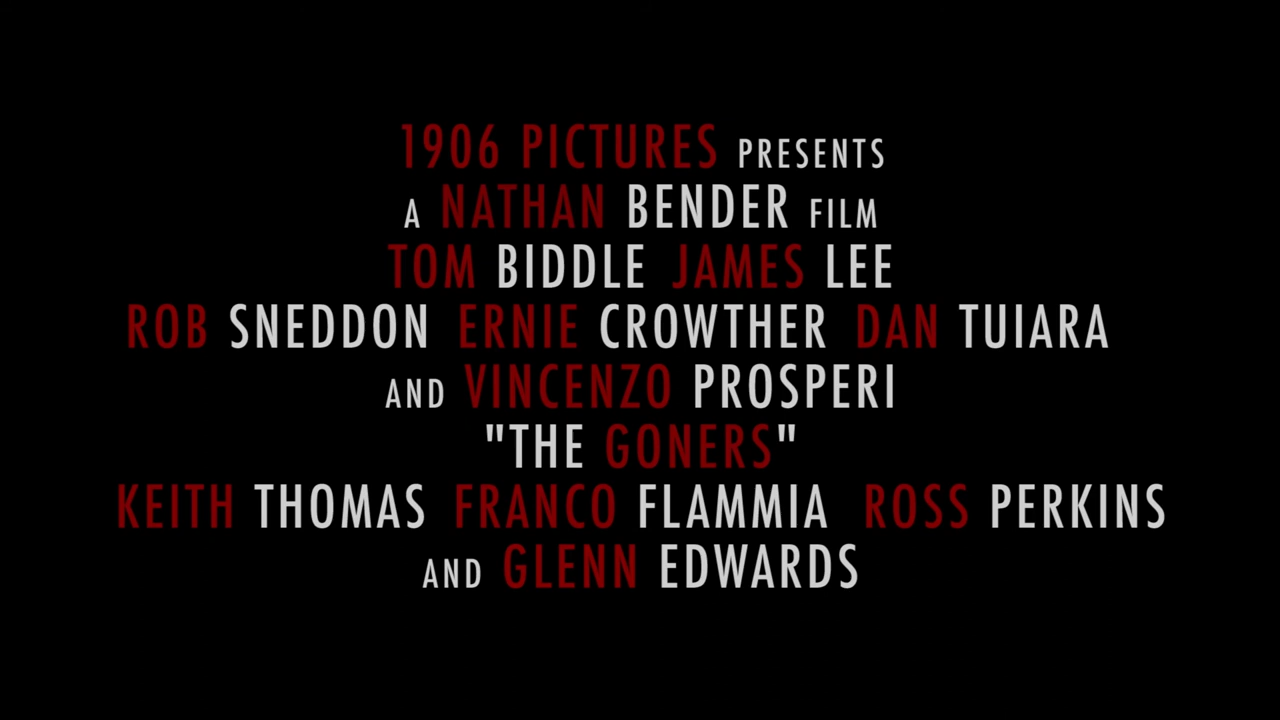 1906 PICTURES PRESENTS
A NATHAN BENDER FILM
TOM BIDDLE JAMES LEE
ROB SNEDDON ERNIE CROWTHER DAN TUIARA
AND VINCENZO PROSPERI
"THE GONERS"
KEITH THOMAS FRANCO FLAMMIA ROSS PERKINS
AND GLENN EDWARDS